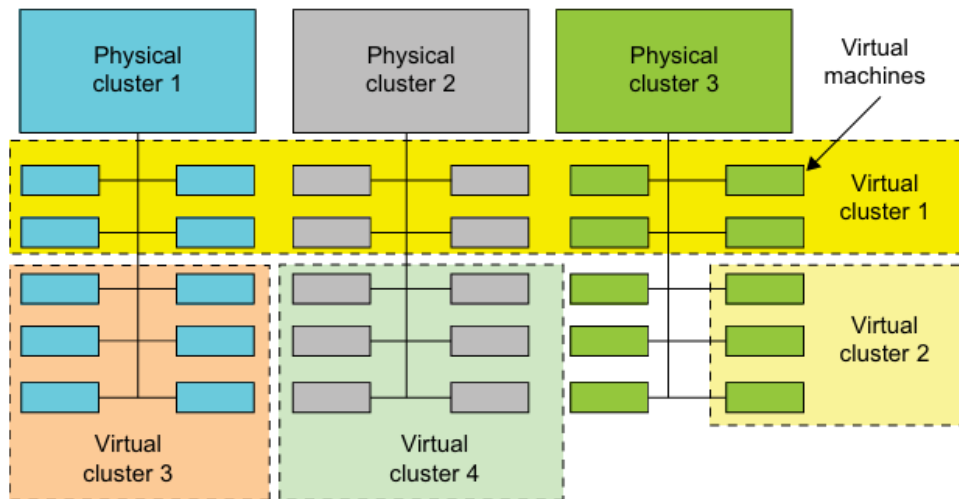 Physical
cluster 1
Physical
cluster 2
Physical
cluster 3
Virtual
machines
Virtual
cluster 1
Virtual
cluster 2
Virtual
cluster 3
Virtual
cluster 4